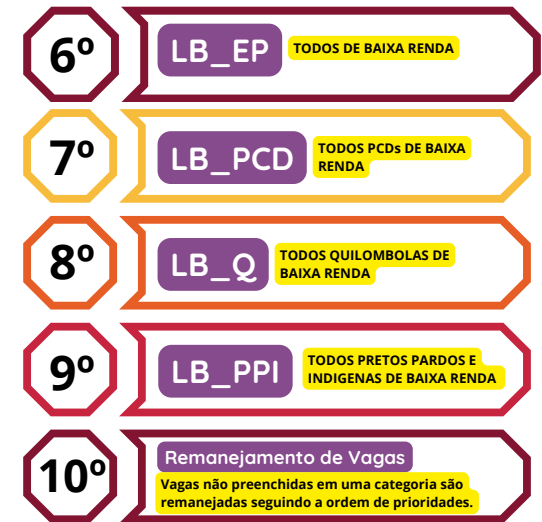 6º
LB_EP
TODOS DE BAIXA RENDA
7º
LB_PCD
TODOS PCDs DE BAIXA
RENDA
8º
LB_Q
TODOS QUILOMBOLAS DE
BAIXA RENDA
9º
LB_PPI
TODOS PRETOS PARDOS E
INDIGENAS DE BAIXA RENDA
10º
Remanejamento de Vagas
Vagas não preenchidas em uma categoria são
remanejadas seguindo a ordem de prioridades.